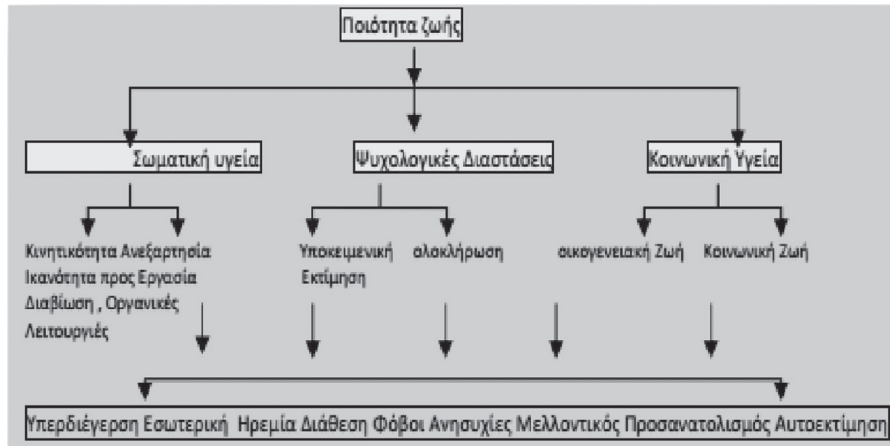 Ποιότητα ζωής
Σωματική υγεία
Ψυχολογικές Διαστάσεις
Κοινωνική Υγεία
Κινητικότητα Ανεξαρτησία
Ικανότητα προς Εργασία
Διαβίωση , Οργανικές
Λειτουργιές
Υποκειμενική
Εκτίμηση
ολοκλήρωση
οικογενειακή Ζωή
Κοινωνική Ζωή
Υπερδιέγερση Εσωτερική Ηρεμία Διάθεση Φόβοι Ανησυχίες Μελλοντικός Προσανατολισμός Αυτοεκτίμηση